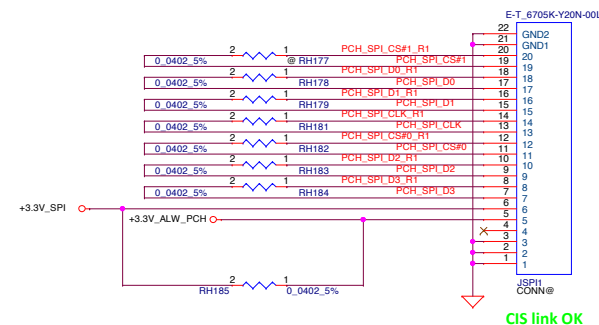 E-T_6705K-Y20N-00L
22 GND2
21 GND1
2 1 PCH_SPI_CS#1_R1 20 20
0_0402_5% @ RH177 PCH_SPI_CS#1 19 19
2 1 PCH_SPI_D0_R1 18 18
0_0402_5% RH178 PCH_SPI_D0 17 17
2 1 PCH_SPI_D1_R1 16 16
0_0402_5% RH179 PCH_SPI_D1 15 15
2 1 PCH_SPI_CLK_R1 14 14
0_0402_5% RH181 PCH_SPI_CLK 13 13
2 1 PCH_SPI_CS#0_R1 12 12
0_0402_5% RH182 PCH_SPI_CS#0 11 11
2 1 PCH_SPI_D2_R1 10 10
0_0402_5% RH183 PCH_SPI_D2 9 9
2 1 PCH_SPI_D3_R1 8 8
0_0402_5% RH184 PCH_SPI_D3 7 7
+3.3V_SPI 6 6
+3.3V_ALW_PCH 5 5
4 4
3 3
2 2
1 1
2 1
RH185 0_0402_5%
JSPI1
CONN@
CIS link OK